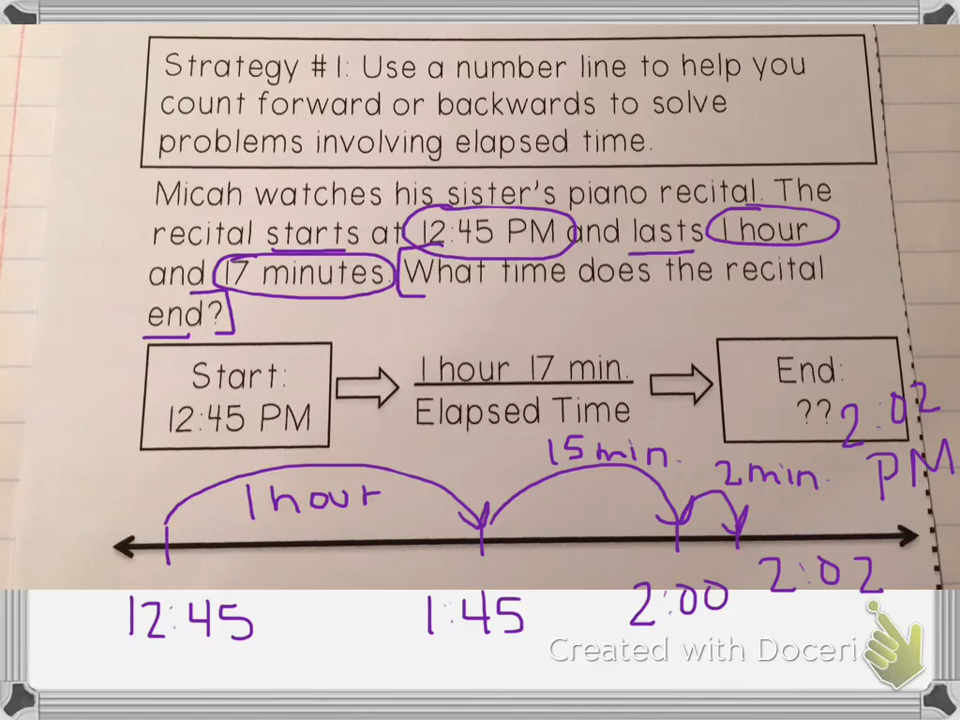 Strategy #1: Use a number line to help you
count forward or backwards to solve
problems involving elapsed time.
Micah watches his sister's piano recital. The
recital starts at 12:45 PM and lasts 1 hour
and 17 minutes. What time does the recital
end?
Start:
12:45 PM
1 hour 17 min.
Elapsed Time
End:
??
2:02
PM
1 hour
15 min.
2 min.
12:45
1:45
2:00
2:02
Created with Doceri